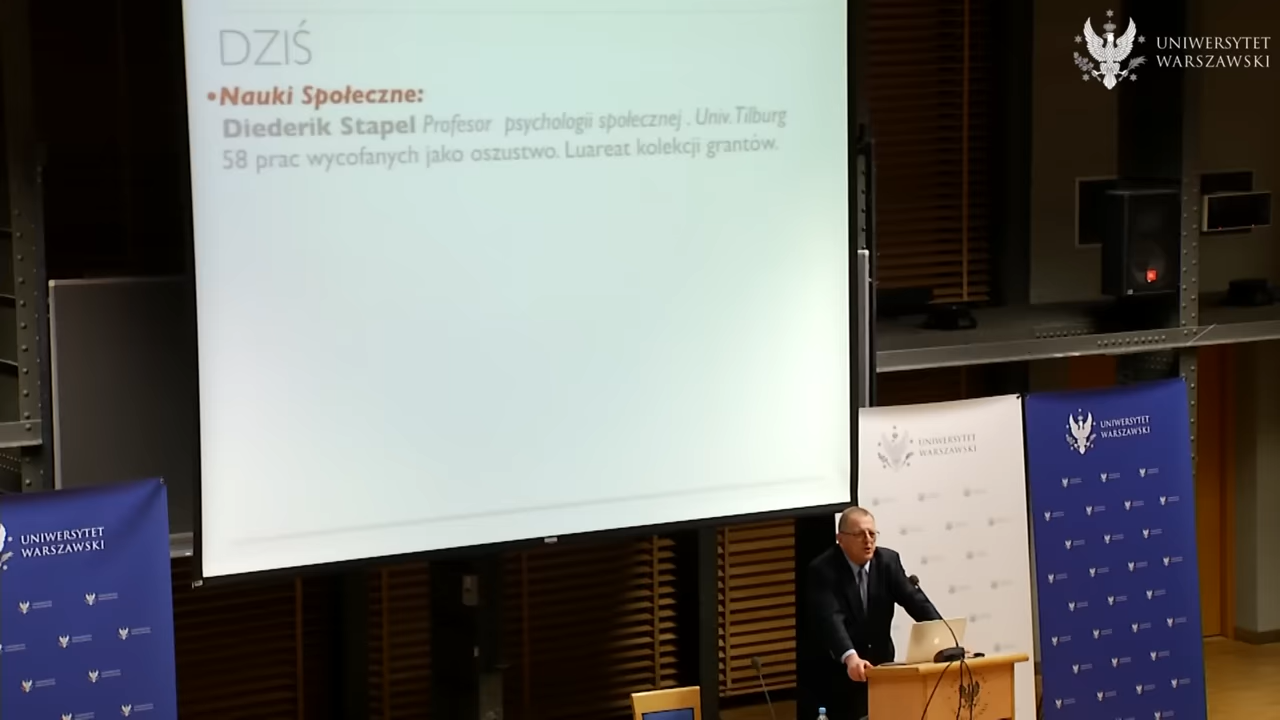 DZIŚ
•Nauki Społeczne:
Diederik Stapel Profesor psychologii społecznej . Univ. Tilburg
58 prac wycofanych jako oszustwo. Luareat kolekcji grantów.
UNIWERSYTET
WARSZAWSKI
UNIWERSYTET
WARSZAWSKI
UNIWERSYTET
WARSZAWSKI
UNIWERSYTET
WARSZAWSKI